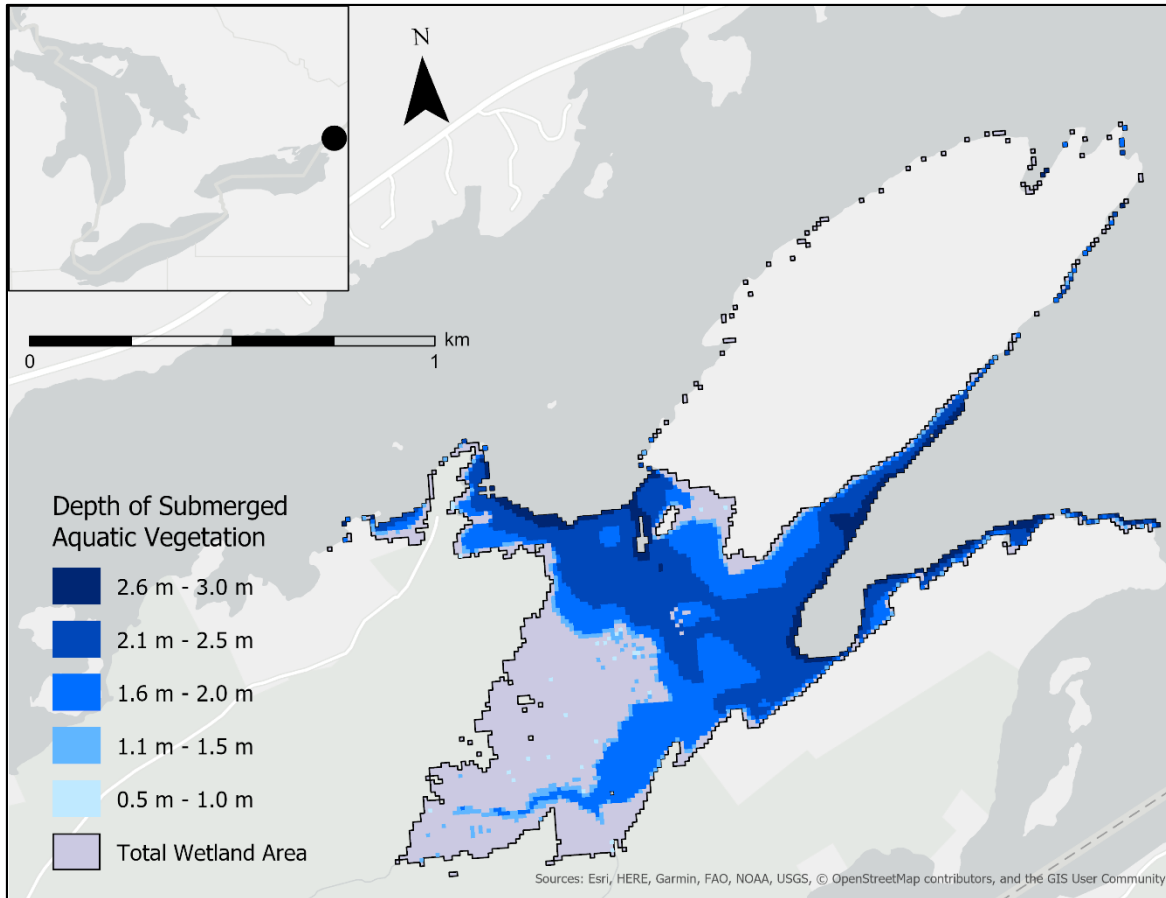 N
km
0
1
Depth of Submerged
Aquatic Vegetation
2.6 m - 3.0 m
2.1 m - 2.5 m
1.6 m - 2.0 m
1.1 m - 1.5 m
0.5 m - 1.0 m
Total Wetland Area
Sources: Esri, HERE, Garmin, FAO, NOAA, USGS, © OpenStreetMap contributors, and the GIS User Community